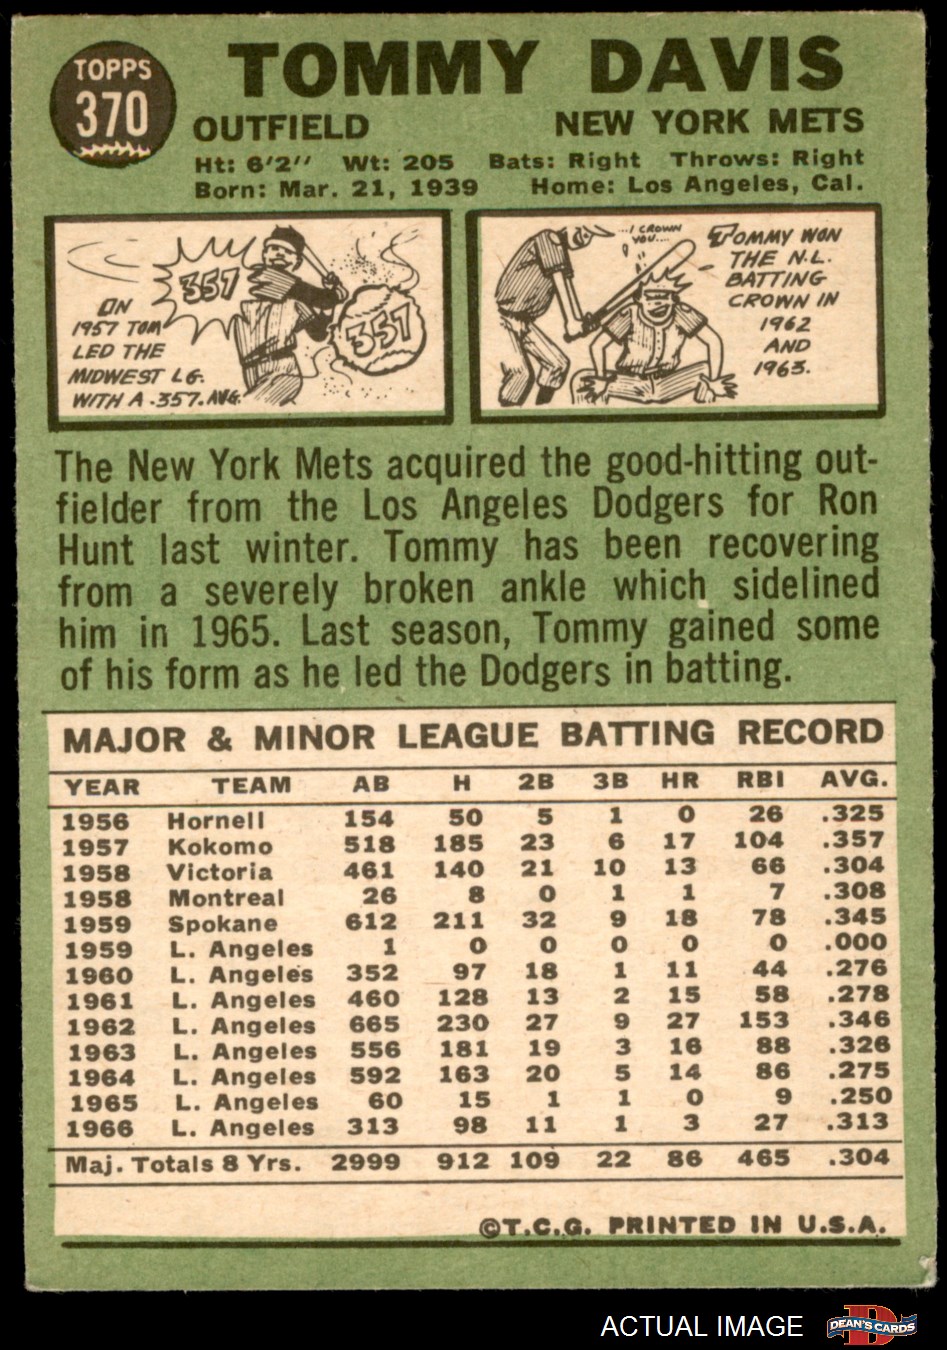 TOPPS
370
TOMMY DAVIS
OUTFIELD NEW YORK METS
Ht: 6'2'' Wt: 205 Bats: Right Throws: Right
Born: Mar. 21, 1939 Home: Los Angeles, Cal.
357
357
ON
1957 TOM
LED THE
MIDWEST LG.
WITH A .357. AVG.
...I CROWN
YOU....
TOMMY WON
THE N.L.
BATTING
CROWN IN
1962
AND
1963.
The New York Mets acquired the good-hitting out-
fielder from the Los Angeles Dodgers for Ron
Hunt last winter. Tommy has been recovering
from a severely broken ankle which sidelined
him in 1965. Last season, Tommy gained some
of his form as he led the Dodgers in batting.
MAJOR & MINOR LEAGUE BATTING RECORD
YEAR TEAM AB H 2B 3B HR RBI AVG.
1956 Hornell 154 50 5 1 0 26 .325
1957 Kokomo 518 185 23 6 17 104 .357
1958 Victoria 461 140 21 10 13 66 .304
1958 Montreal 26 8 0 1 1 7 .308
1959 Spokane 612 211 32 9 18 78 .345
1959 L. Angeles 1 0 0 0 0 0 .000
1960 L. Angeles 352 97 18 1 11 44 .276
1961 L. Angeles 460 128 13 2 15 58 .278
1962 L. Angeles 665 230 27 9 27 153 .346
1963 L. Angeles 556 181 19 3 16 88 .326
1964 L. Angeles 592 163 20 5 14 86 .275
1965 L. Angeles 60 15 1 1 0 9 .250
1966 L. Angeles 313 98 11 1 3 27 .313
Maj. Totals 8 Yrs. 2999 912 109 22 86 465 .304
©T.C.G. PRINTED IN U.S.A.
ACTUAL IMAGE
D
DEAN'S CARDS